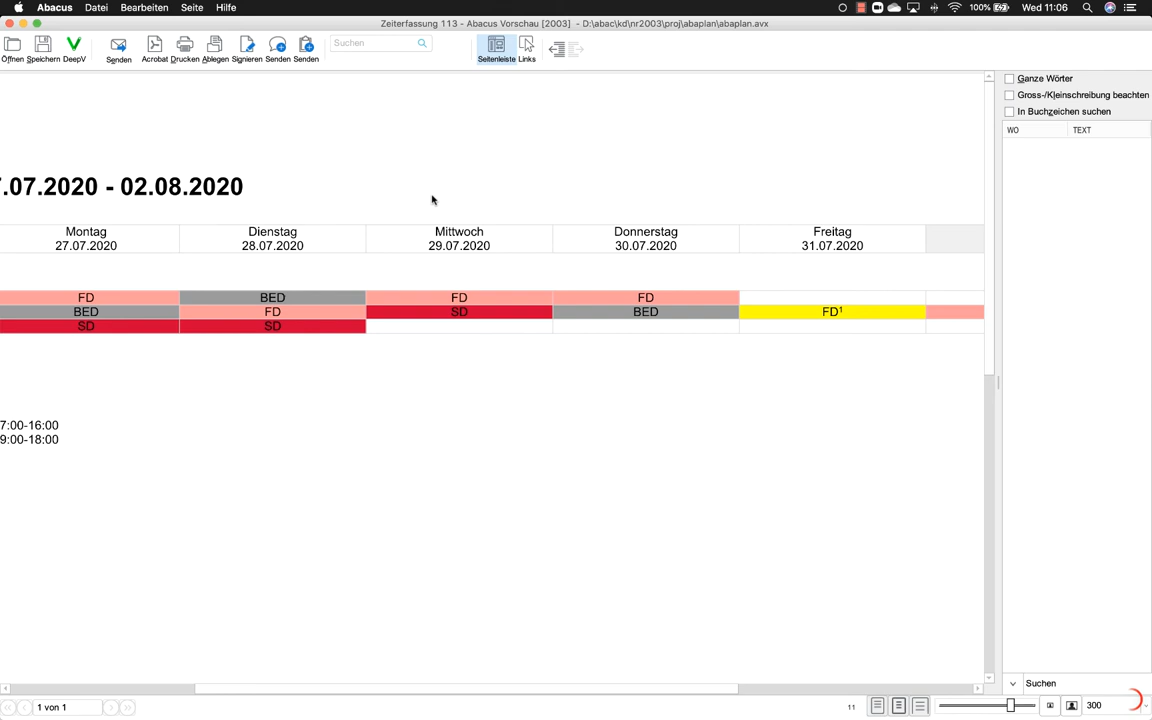 Abacus Datei Bearbeiten Seite Hilfe 100% Wed 11:06
Zeiterfassung 113 - Abacus Vorschau [2003] - D:\abac\kd\nr2003\proj\abaplan\abaplan.avx
Öffnen Speichern DeepV Senden Acrobat Drucken Ablegen Signieren Senden Senden Suchen Seitenleiste Links
Ganze Wörter
Gross-/Kleinschreibung beachten
In Buchzeichen suchen
WO TEXT
7.07.2020 - 02.08.2020
Montag Dienstag Mittwoch Donnerstag Freitag
27.07.2020 28.07.2020 29.07.2020 30.07.2020 31.07.2020
FD BED FD FD
BED FD SD BED FD¹
SD SD
7:00-16:00
9:00-18:00
Suchen
1 von 1 11 300